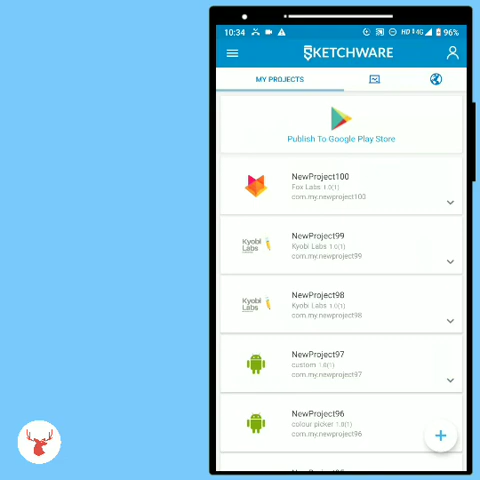 10:34
HD 4G 96%
SKETCHWARE
MY PROJECTS
Publish To Google Play Store
NewProject100
Fox Labs 1.0(1)
com.my.newproject100
Kyobi Labs
NewProject99
Kyobi Labs 1.0(1)
com.my.newproject99
Kyobi Labs
NewProject98
Kyobi Labs 1.0(1)
com.my.newproject98
NewProject97
custom 1.0(1)
com.my.newproject97
NewProject96
colour picker 1.0(1)
com.my.newproject96